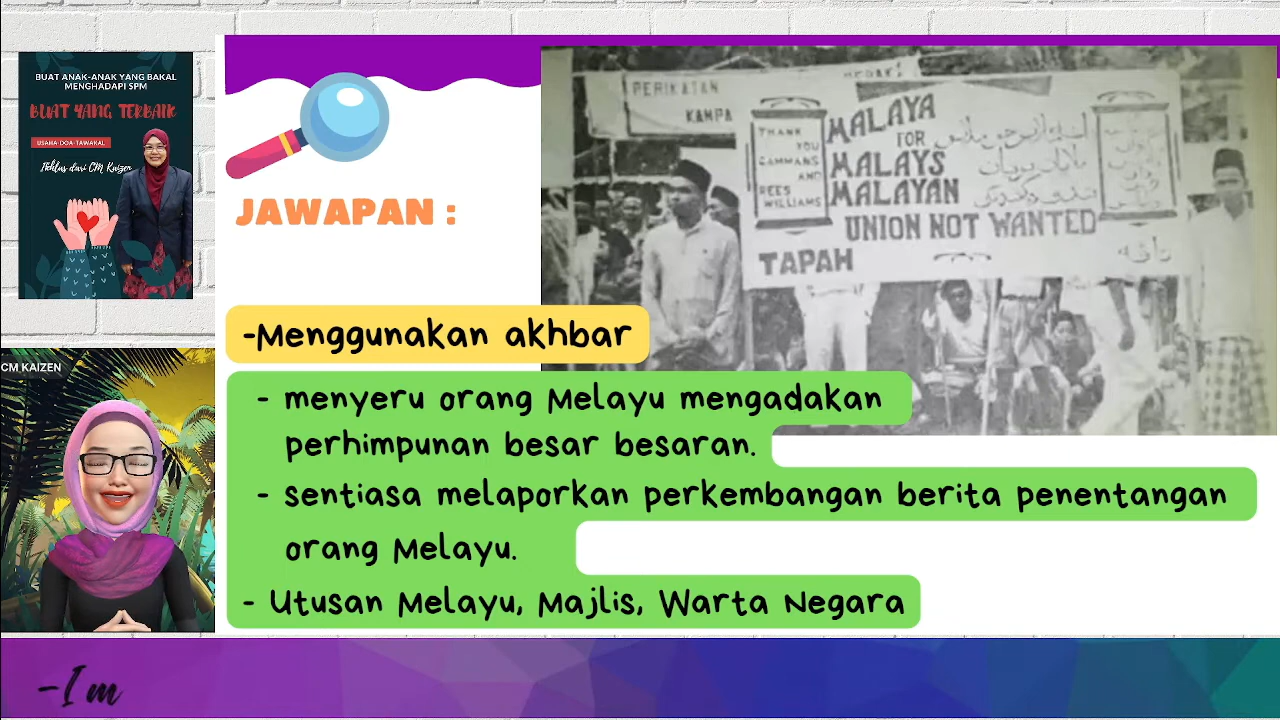 BUAT ANAK-ANAK YANG BAKAL
MENGHADAPI SPM
BUAT YANG TERBAIK
USAHA-DOA-TAWAKAL
Ikhlas dari CM Kaizen
CM KAIZEN
JAWAPAN :
PERIKATAN
KAMPA
THANK
YOU
GAMMANS
AND
REES
WILLIAMS
MALAYA
FOR
MALAYS
MALAYAN
UNION NOT WANTED
TAPAH
-Menggunakan akhbar
- menyeru orang Melayu mengadakan
perhimpunan besar besaran.
- sentiasa melaporkan perkembangan berita penentangan
orang Melayu.
- Utusan Melayu, Majlis, Warta Negara
-I m